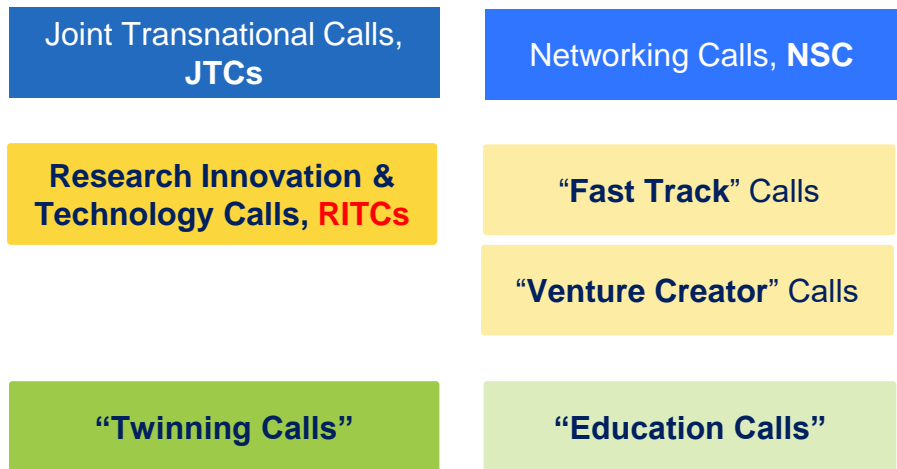 Joint Transnational Calls,
JTCs
Networking Calls, NSC
Research Innovation &
Technology Calls, RITCs
“Fast Track” Calls
“Venture Creator” Calls
“Twinning Calls”
“Education Calls”